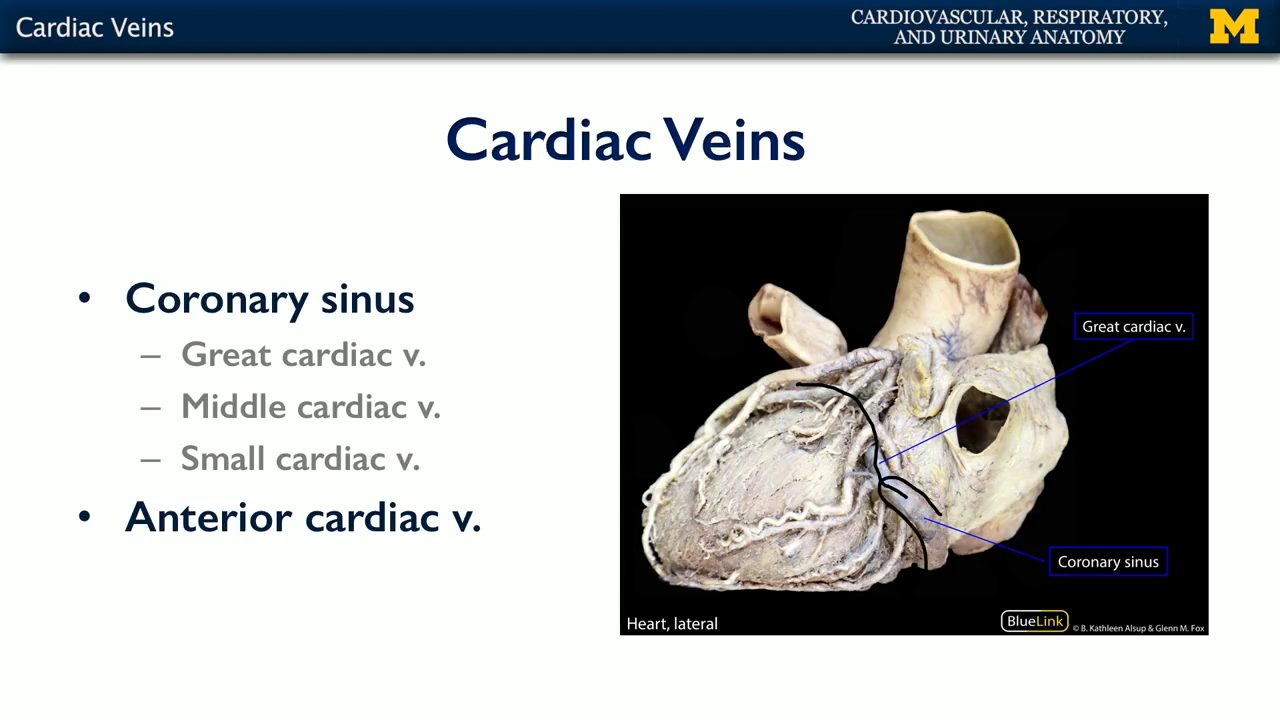 Cardiac Veins
CARDIOVASCULAR, RESPIRATORY,
AND URINARY ANATOMY
M
Cardiac Veins
• Coronary sinus
– Great cardiac v.
– Middle cardiac v.
– Small cardiac v.
• Anterior cardiac v.
Great cardiac v.
Coronary sinus
Heart, lateral
BlueLink
© B. Kathleen Alsup & Glenn M. Fox